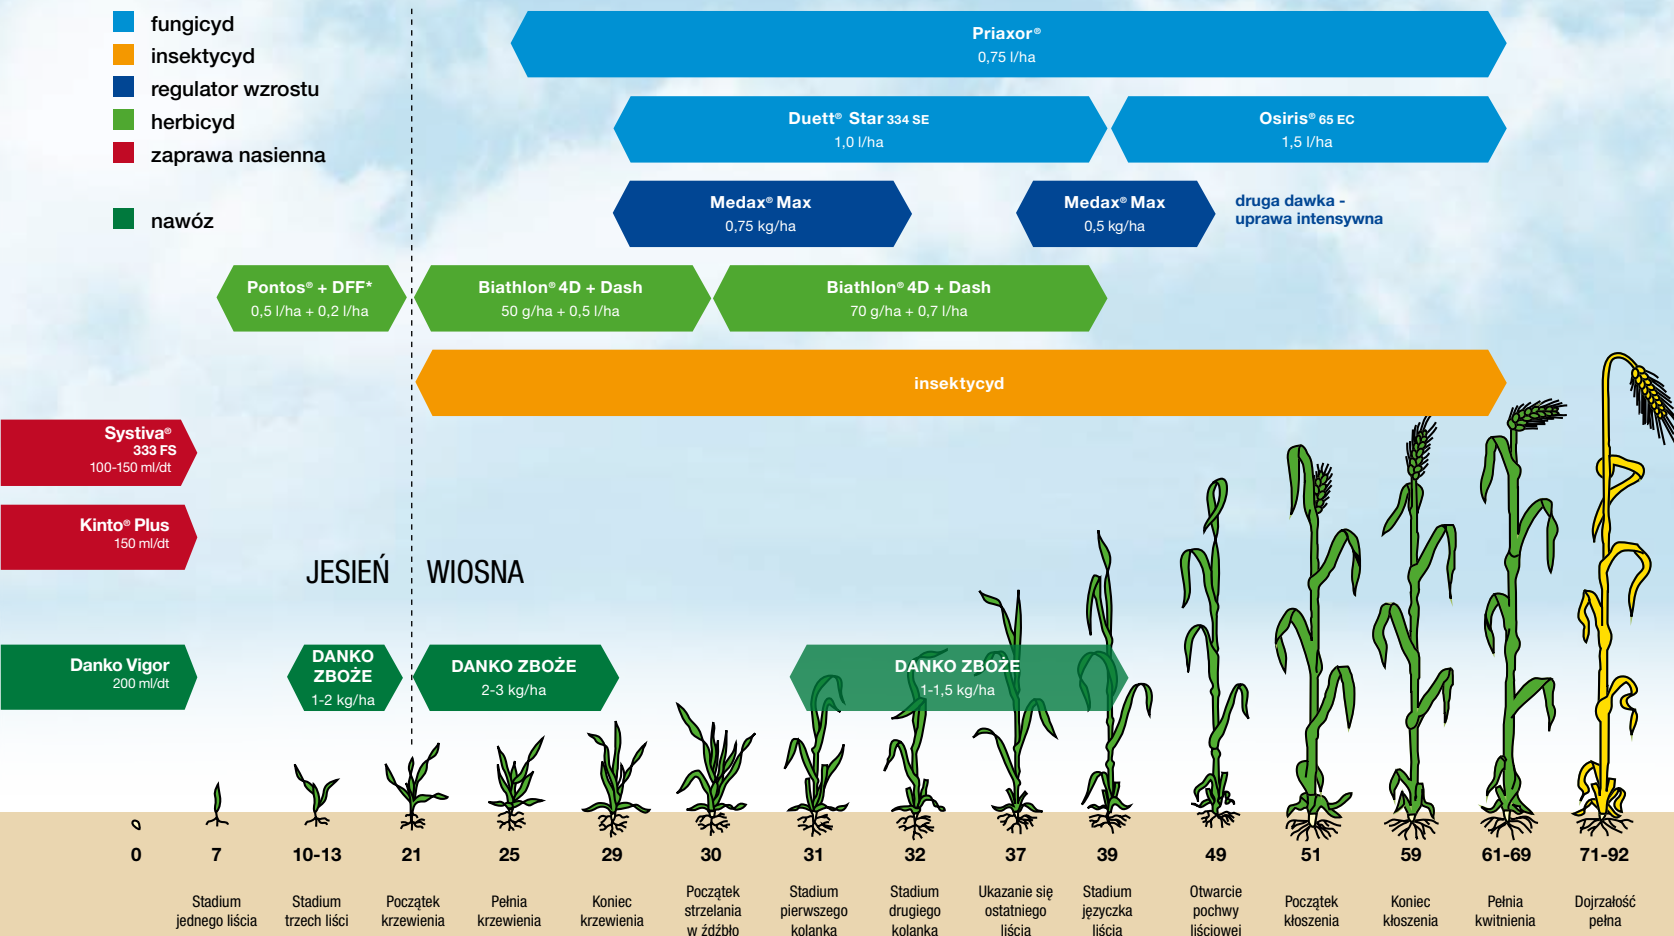 fungicyd
insektycyd
regulator wzrostu
herbicyd
zaprawa nasienna
nawóz
Priaxor®
0,75 l/ha
Duett® Star 334 SE
1,0 l/ha
Osiris® 65 EC
1,5 l/ha
Medax® Max
0,75 kg/ha
Medax® Max
0,5 kg/ha
druga dawka -
uprawa intensywna
Pontos® + DFF*
0,5 l/ha + 0,2 l/ha
Biathlon® 4D + Dash
50 g/ha + 0,5 l/ha
Biathlon® 4D + Dash
70 g/ha + 0,7 l/ha
insektycyd
Systiva®
333 FS
100-150 ml/dt
Kinto® Plus
150 ml/dt
JESIEŃ
WIOSNA
Danko Vigor
200 ml/dt
DANKO
ZBOŻE
1-2 kg/ha
DANKO ZBOŻE
2-3 kg/ha
DANKO ZBOŻE
1-1,5 kg/ha
0
7
10-13
21
25
29
30
31
32
37
39
49
51
59
61-69
71-92
Stadium
jednego liścia
Stadium
trzech liści
Początek
krzewienia
Pełnia
krzewienia
Koniec
krzewienia
Początek
strzelania
w źdźbło
Stadium
pierwszego
kolanka
Stadium
drugiego
kolanka
Ukazanie się
ostatniego
liścia
Stadium
języczka
liścia
Otwarcie
pochwy
liściowej
Początek
kłoszenia
Koniec
kłoszenia
Pełnia
kwitnienia
Dojrzałość
pełna